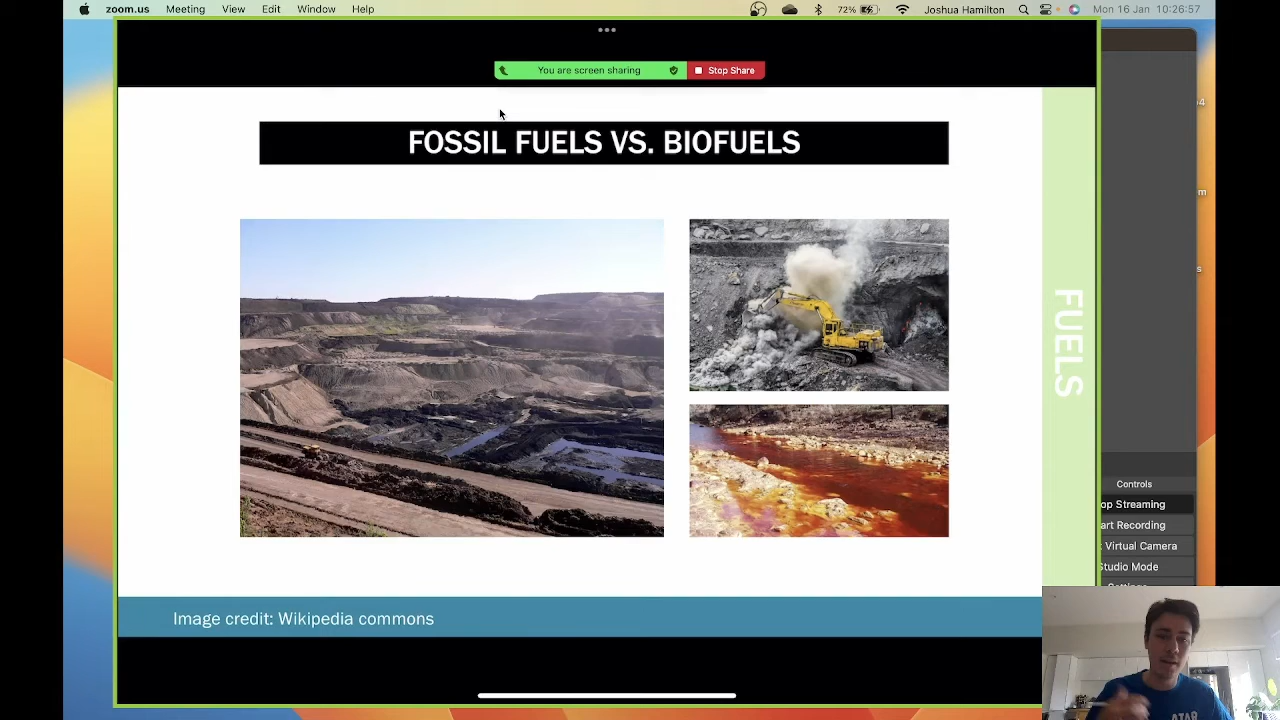 zoom.us Meeting View Edit Window Help 72% Joshua Hamilton Mon 16 Jan 10:26:57
You are screen sharing Stop Share
FOSSIL FUELS VS. BIOFUELS
FUELS
Controls
op Streaming
art Recording
Virtual Camera
Studio Mode
Image credit: Wikipedia commons